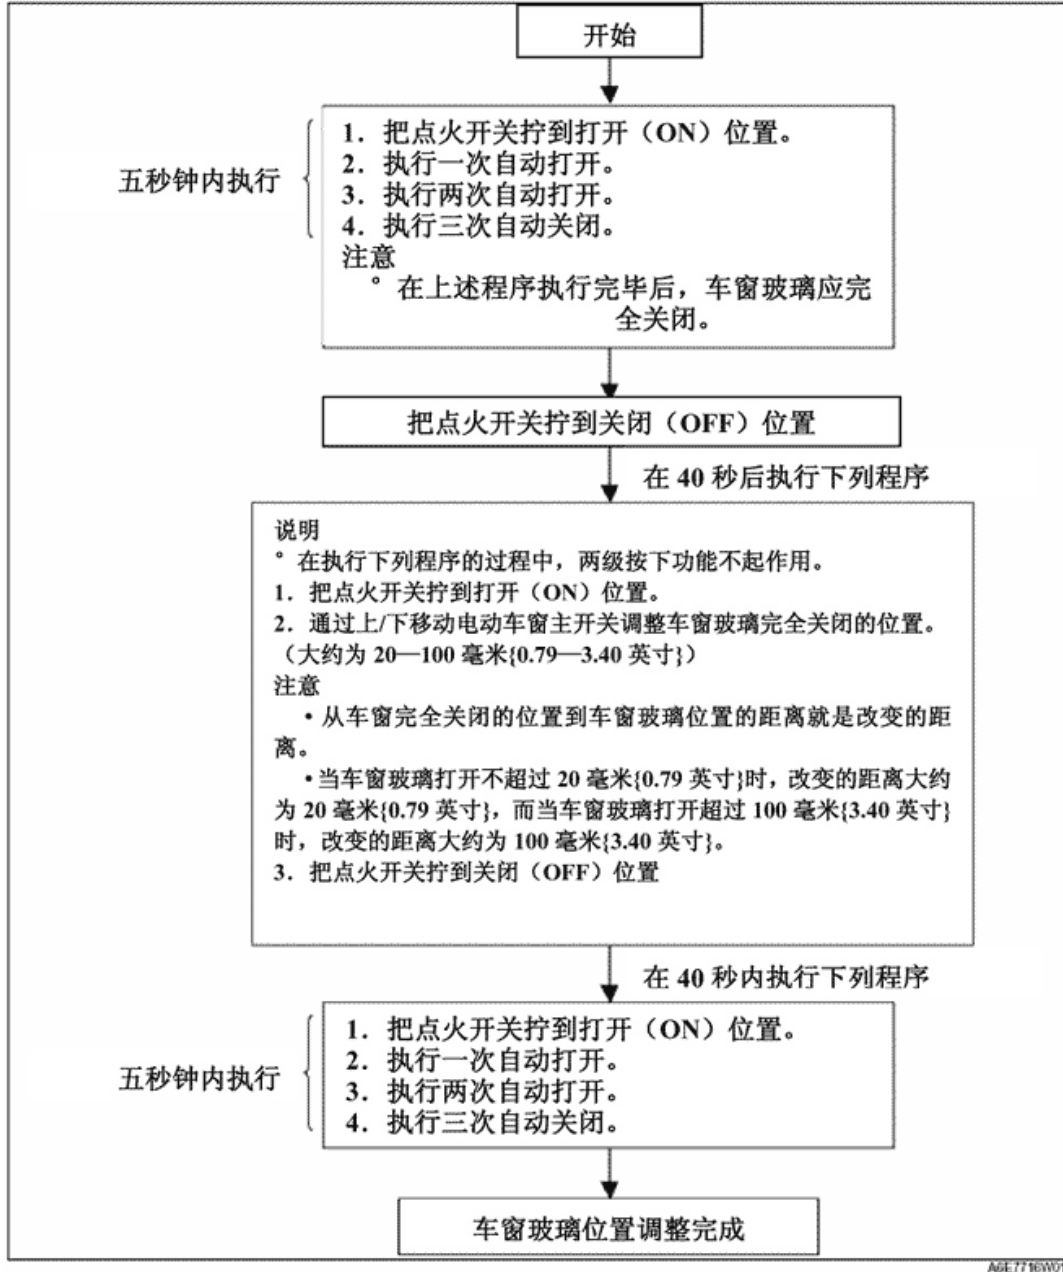 开始
五秒钟内执行
1．把点火开关拧到打开（ON）位置。
2．执行一次自动打开。
3．执行两次自动打开。
4．执行三次自动关闭。
注意
° 在上述程序执行完毕后，车窗玻璃应完
全关闭。
把点火开关拧到关闭（OFF）位置
在 40 秒后执行下列程序
说明
° 在执行下列程序的过程中，两级按下功能不起作用。
1．把点火开关拧到打开（ON）位置。
2．通过上/下移动电动车窗主开关调整车窗玻璃完全关闭的位置。
（大约为 20—100 毫米{0.79—3.40 英寸}）
注意
• 从车窗完全关闭的位置到车窗玻璃位置的距离就是改变的距
离。
•当车窗玻璃打开不超过 20 毫米{0.79 英寸}时，改变的距离大约
为 20 毫米{0.79 英寸}，而当车窗玻璃打开超过 100 毫米{3.40 英寸}
时，改变的距离大约为 100 毫米{3.40 英寸}。
3．把点火开关拧到关闭（OFF）位置
在 40 秒内执行下列程序
五秒钟内执行
1．把点火开关拧到打开（ON）位置。
2．执行一次自动打开。
3．执行两次自动打开。
4．执行三次自动关闭。
车窗玻璃位置调整完成